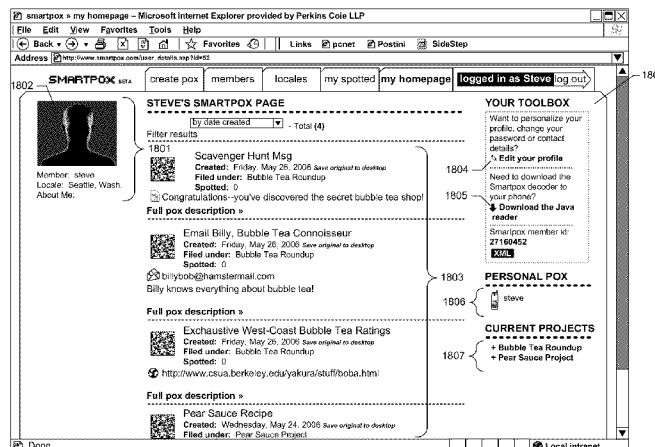 smartpox » my homepage – Microsoft Internet Explorer provided by Perkins Coie LLP
File Edit View Favorites Tools Help
Back Favorites Links pcnet Postini SideStep
Address http://www.smartpox.com/user_details.asp?id=52
SMARTPOX BETA create pox members locales my spotted my homepage logged in as Steve log out
1802
Member: steve
Locale: Seattle, Wash.
About Me:
1801
STEVE'S SMARTPOX PAGE
by date created - Total (4)
Filter results
Scavenger Hunt Msg
Created: Friday, May 26, 2006 Save original to desktop
Filed under: Bubble Tea Roundup
Spotted: 0
Congratulations--you've discovered the secret bubble tea shop!
Full pox description »
Email Billy, Bubble Tea Connoisseur
Created: Friday, May 26, 2006 Save original to desktop
Filed under: Bubble Tea Roundup
Spotted: 0
billybob@hamstermail.com
Billy knows everything about bubble tea!
Full pox description »
Exchaustive West-Coast Bubble Tea Ratings
Created: Friday, May 26, 2006 Save original to desktop
Filed under: Bubble Tea Roundup
Spotted: 0
http://www.csua.berkeley.edu/yakura/stuff/boba.html
Full pox description »
Pear Sauce Recipe
Created: Wednesday, May 24, 2006 Save original to desktop
Filed under: Pear Sauce Project
1803
YOUR TOOLBOX
Want to personalize your
profile, change your
password or contact
details?
1804
Edit your profile
Need to download the
Smartpox decoder to
your phone?
1805
Download the Java
reader
Smartpox member id:
27160452
XML
PERSONAL POX
1806
steve
CURRENT PROJECTS
1807
+ Bubble Tea Roundup
+ Pear Sauce Project
Done
Local intranet